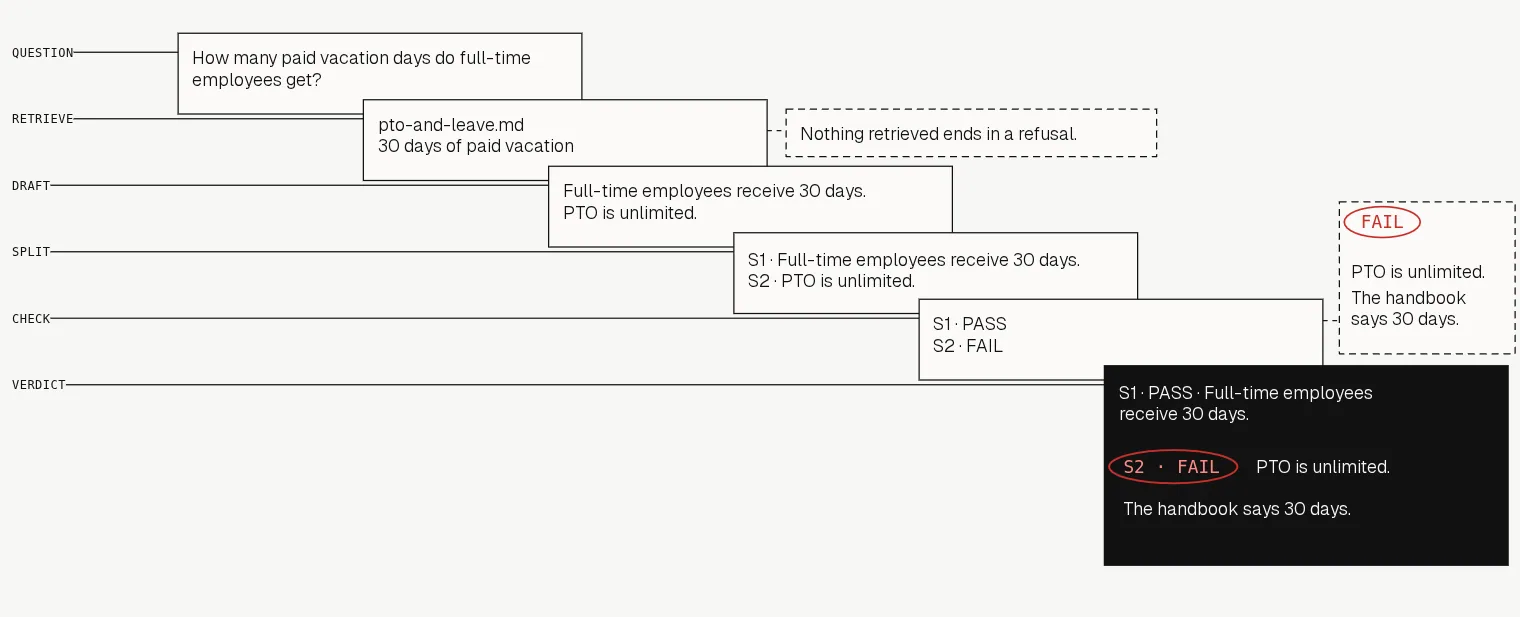 QUESTION
How many paid vacation days do full-time
employees get?
RETRIEVE
pto-and-leave.md
30 days of paid vacation
Nothing retrieved ends in a refusal.
DRAFT
Full-time employees receive 30 days.
PTO is unlimited.
SPLIT
S1 · Full-time employees receive 30 days.
S2 · PTO is unlimited.
FAIL
PTO is unlimited.
The handbook
says 30 days.
CHECK
S1 · PASS
S2 · FAIL
VERDICT
S1 · PASS · Full-time employees
receive 30 days.
S2 · FAIL PTO is unlimited.
The handbook says 30 days.